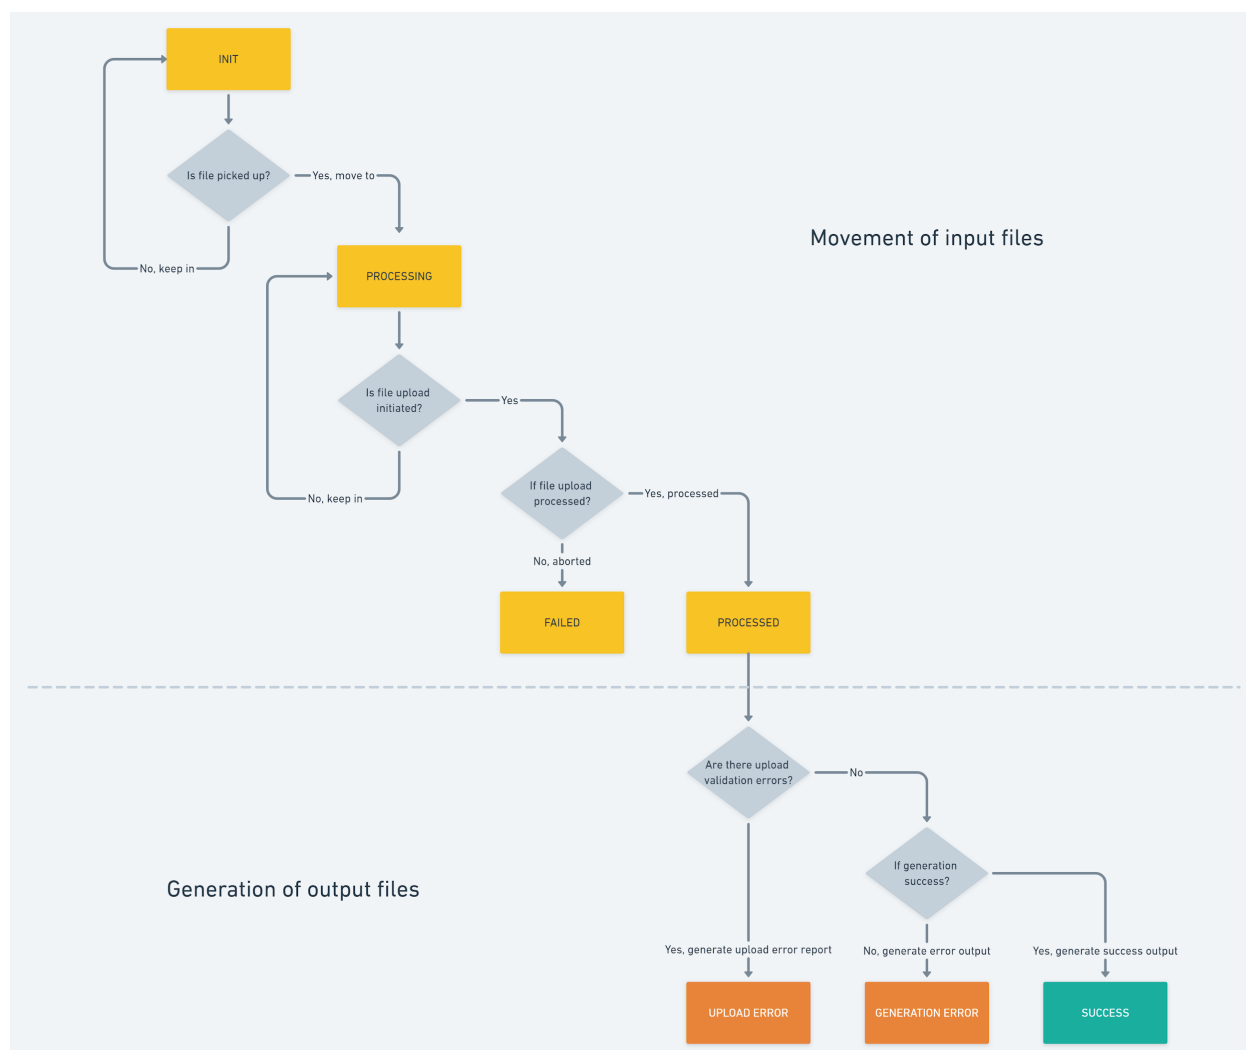 INIT
Is file picked up?
Yes, move to
Movement of input files
No, keep in
PROCESSING
Is file upload
initiated?
Yes
If file upload
processed?
Yes, processed
No, keep in
No, aborted
FAILED
PROCESSED
Are there upload
validation errors?
No
If generation
success?
Generation of output files
Yes, generate upload error report
No, generate error output
Yes, generate success output
UPLOAD ERROR
GENERATION ERROR
SUCCESS